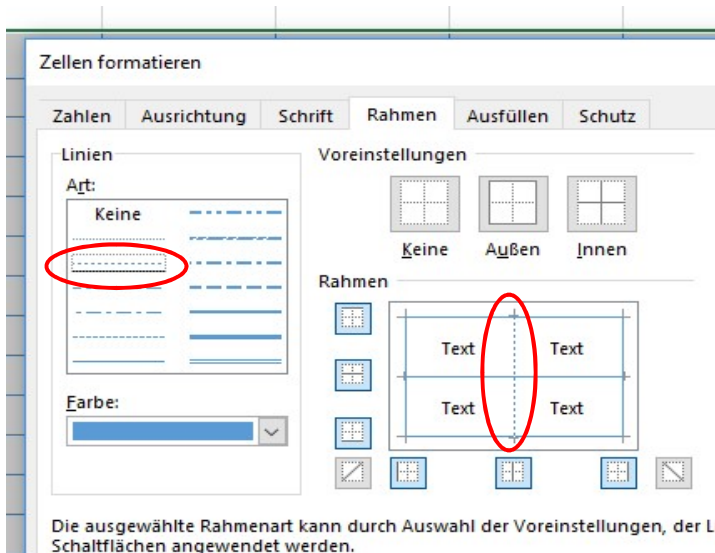 Zellen formatieren
Zahlen Ausrichtung Schrift Rahmen Ausfüllen Schutz
Linien
Art:
Keine
Farbe:
Voreinstellungen
Keine Außen Innen
Rahmen
Text Text
Text Text
Die ausgewählte Rahmenart kann durch Auswahl der Voreinstellungen, der L
Schaltflächen angewendet werden.